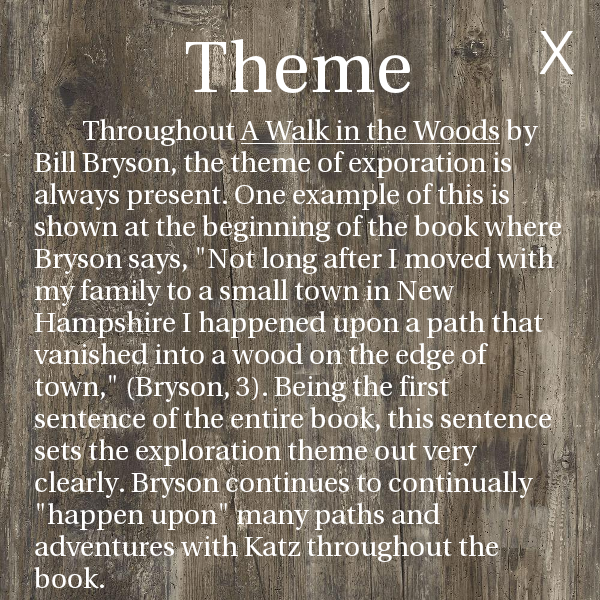 Theme
X
Throughout A Walk in the Woods by
Bill Bryson, the theme of exporation is
always present. One example of this is
shown at the beginning of the book where
Bryson says, "Not long after I moved with
my family to a small town in New
Hampshire I happened upon a path that
vanished into a wood on the edge of
town," (Bryson, 3). Being the first
sentence of the entire book, this sentence
sets the exploration theme out very
clearly. Bryson continues to continually
"happen upon" many paths and
adventures with Katz throughout the
book.